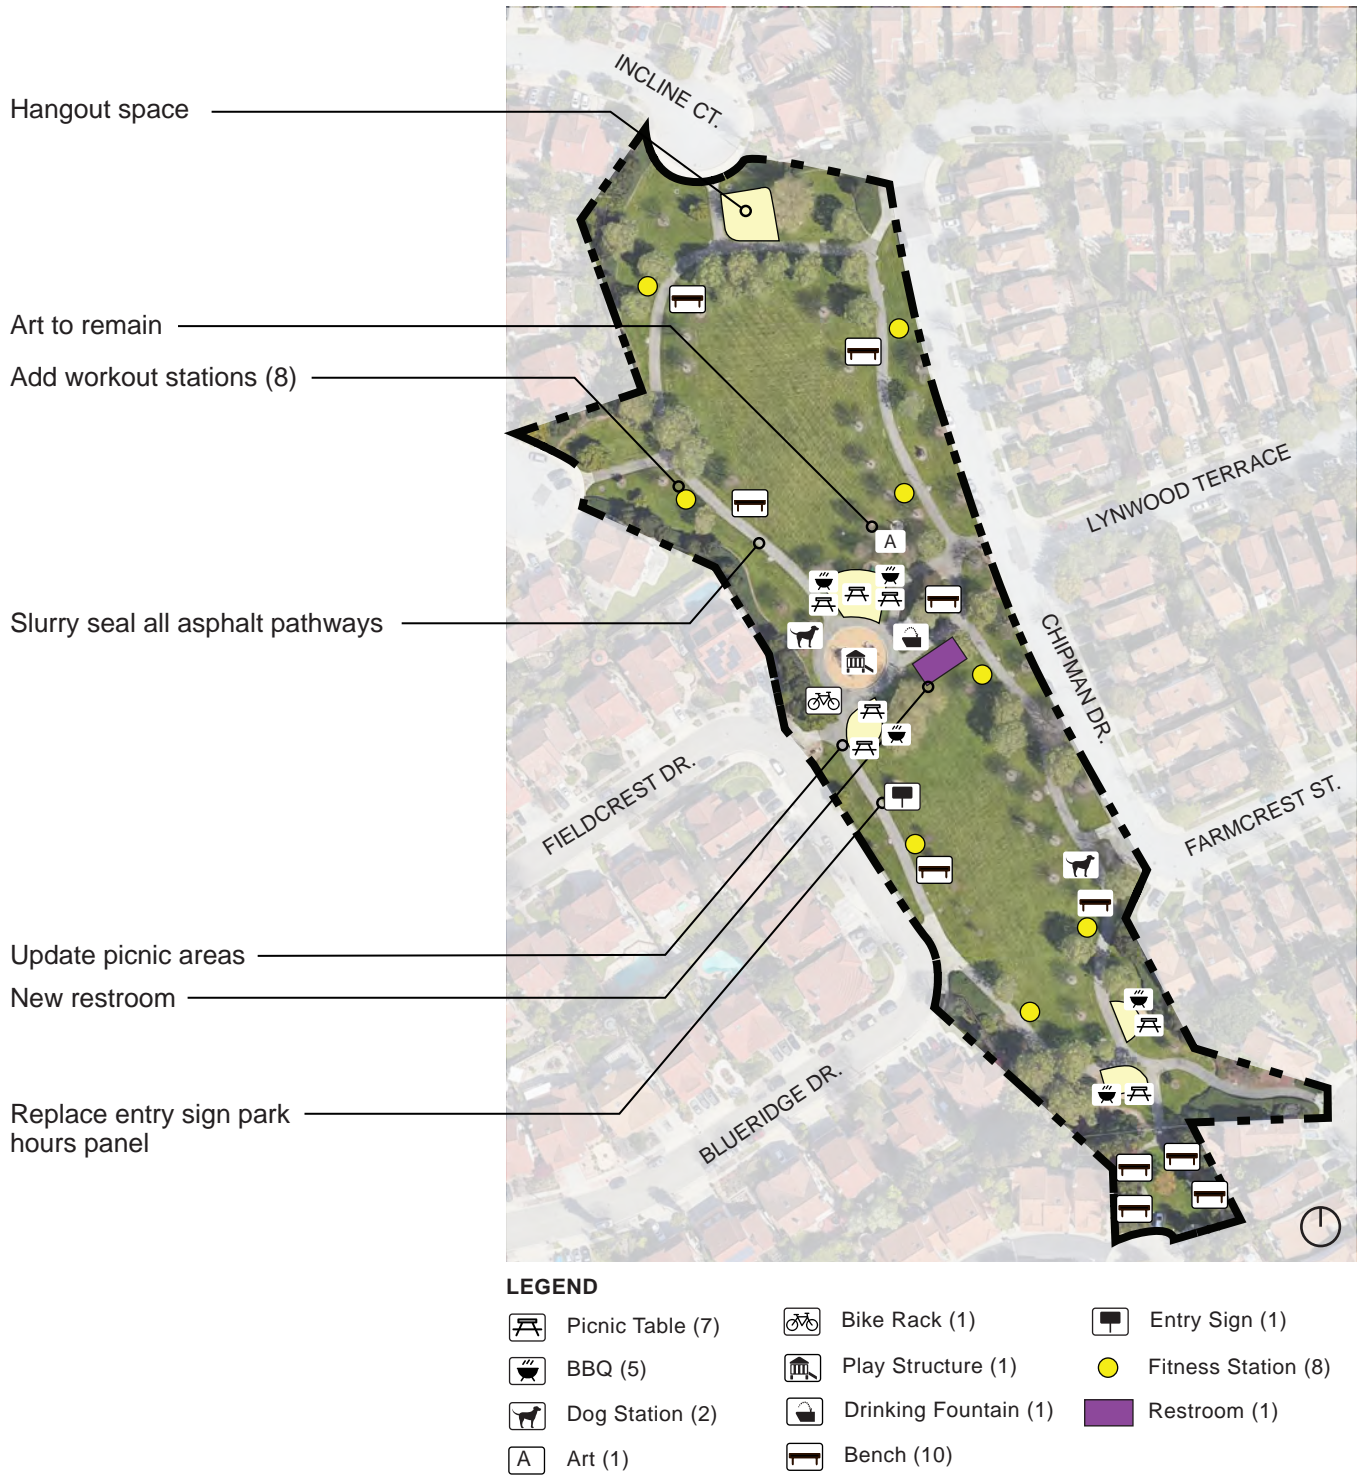 INCLINE CT.
Hangout space
Art to remain
Add workout stations (8)
LYNWOOD TERRACE
A
Slurry seal all asphalt pathways
CHIPMAN DR.
FIELDCREST DR.
FARMCREST ST.
Update picnic areas
New restroom
BLUERIDGE DR.
Replace entry sign park
hours panel
LEGEND
Picnic Table (7)
BBQ (5)
Dog Station (2)
A Art (1)
Bike Rack (1)
Play Structure (1)
Drinking Fountain (1)
Bench (10)
Entry Sign (1)
Fitness Station (8)
Restroom (1)